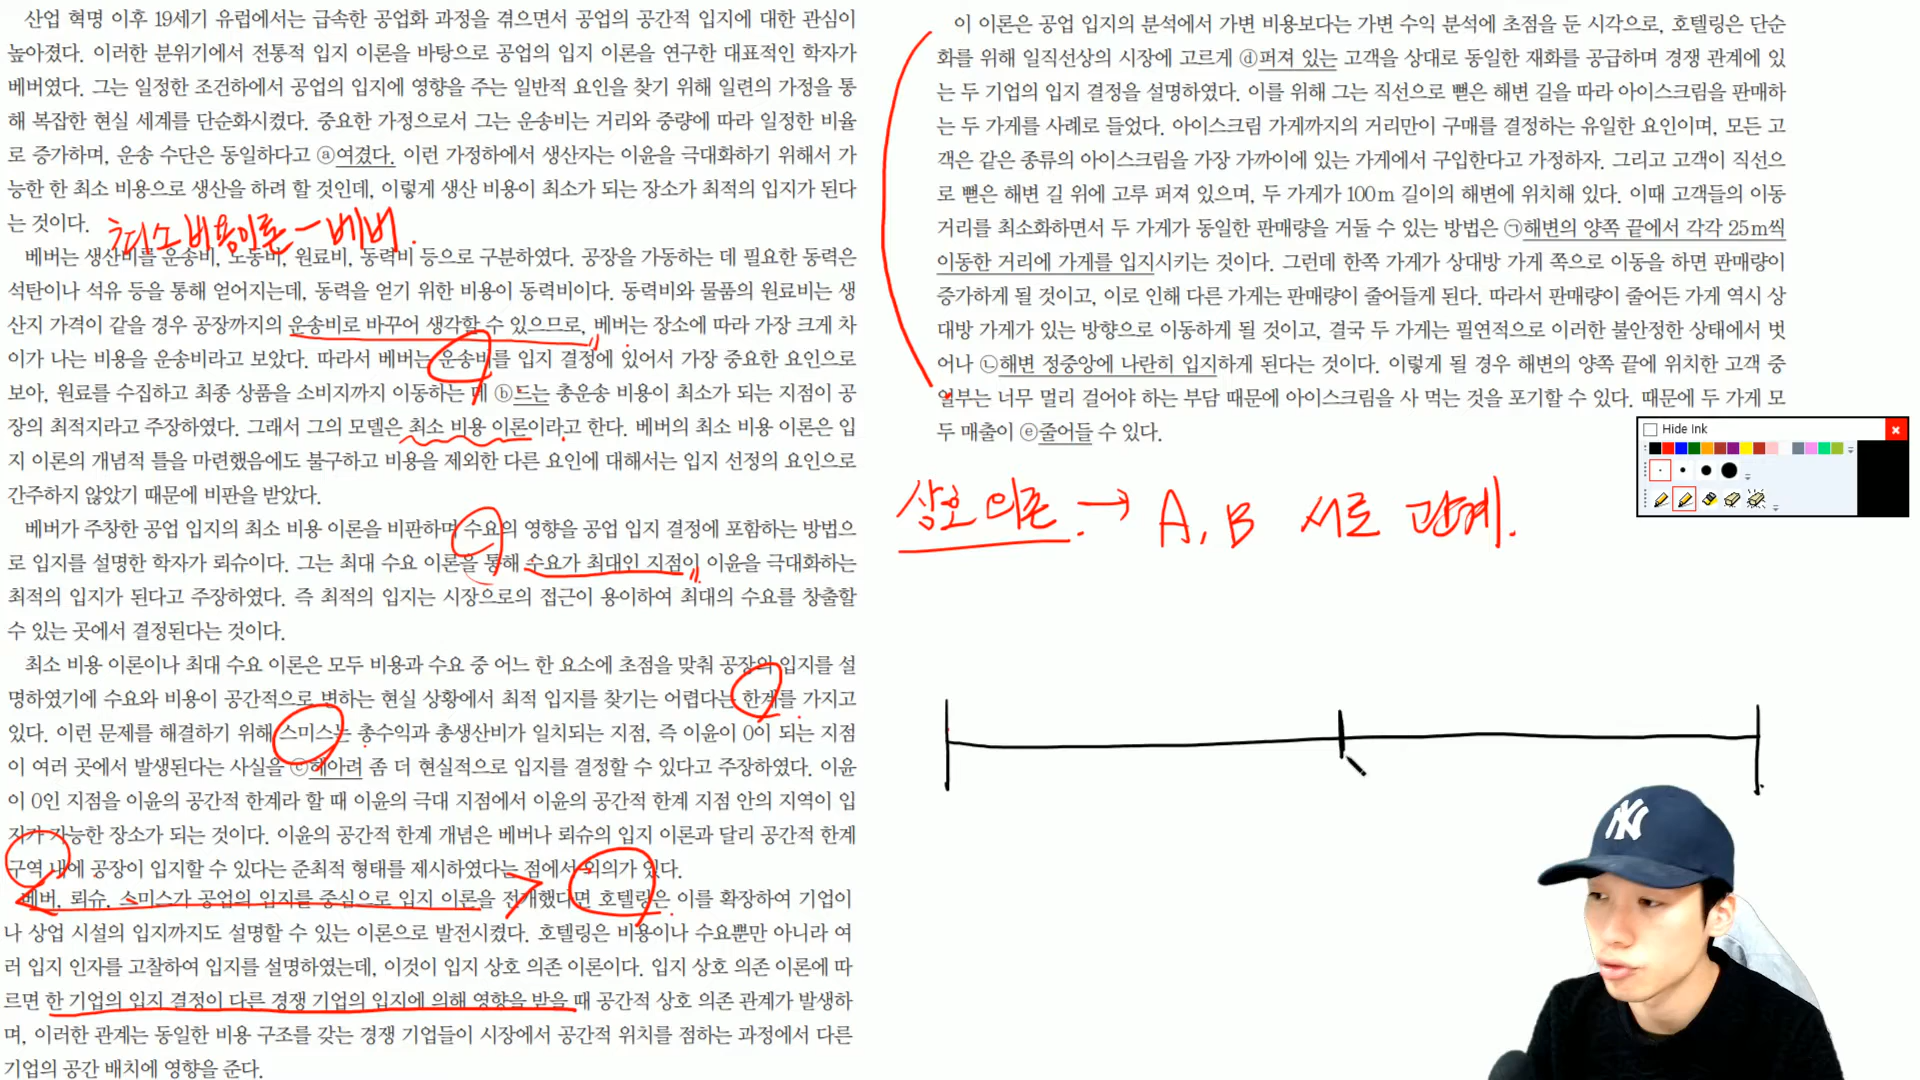 산업 혁명 이후 19세기 유럽에서는 급속한 공업화 과정을 겪으면서 공업의 공간적 입지에 대한 관심이
높아졌다. 이러한 분위기에서 전통적 입지 이론을 바탕으로 공업의 입지 이론을 연구한 대표적인 학자가
베버였다. 그는 일정한 조건하에서 공업의 입지에 영향을 주는 일반적 요인을 찾기 위해 일련의 가정을 통
해 복잡한 현실 세계를 단순화시켰다. 중요한 가정으로서 그는 운송비는 거리와 중량에 따라 일정한 비율
로 증가하며, 운송 수단은 동일하다고 ⓐ여겼다. 이런 가정하에서 생산자는 이윤을 극대화하기 위해서 가
능한 한 최소 비용으로 생산을 하려 할 것인데, 이렇게 생산 비용이 최소가 되는 장소가 최적의 입지가 된다
는 것이다.
최소 비용이론 - 베버.
베버는 생산비를 운송비, 노동비, 원료비, 동력비 등으로 구분하였다. 공장을 가동하는 데 필요한 동력은
석탄이나 석유 등을 통해 얻어지는데, 동력을 얻기 위한 비용이 동력비이다. 동력비와 물품의 원료비는 생
산지 가격이 같을 경우 공장까지의 운송비로 바꾸어 생각할 수 있으므로, 베버는 장소에 따라 가장 크게 차
이가 나는 비용을 운송비라고 보았다. 따라서 베버는 운송비를 입지 결정에 있어서 가장 중요한 요인으로
보아, 원료를 수집하고 최종 상품을 소비지까지 이동하는 데 ⓑ드는 총운송 비용이 최소가 되는 지점이 공
장의 최적지라고 주장하였다. 그래서 그의 모델은 최소 비용 이론이라고 한다. 베버의 최소 비용 이론은 입
지 이론의 개념적 틀을 마련했음에도 불구하고 비용을 제외한 다른 요인에 대해서는 입지 선정의 요인으로
간주하지 않았기 때문에 비판을 받았다.
베버가 주창한 공업 입지의 최소 비용 이론을 비판하며 수요의 영향을 공업 입지 결정에 포함하는 방법으
로 입지를 설명한 학자가 뢰슈이다. 그는 최대 수요 이론을 통해 수요가 최대인 지점이 이윤을 극대화하는
최적의 입지가 된다고 주장하였다. 즉 최적의 입지는 시장으로의 접근이 용이하여 최대의 수요를 창출할
수 있는 곳에서 결정된다는 것이다.
최소 비용 이론이나 최대 수요 이론은 모두 비용과 수요 중 어느 한 요소에 초점을 맞춰 공장의 입지를 설
명하였기에 수요와 비용이 공간적으로 변하는 현실 상황에서 최적 입지를 찾기는 어렵다는 한계를 가지고
있다. 이런 문제를 해결하기 위해 스미스는 총수익과 총생산비가 일치되는 지점, 즉 이윤이 0이 되는 지점
이 여러 곳에서 발생된다는 사실을 ⓒ헤아려 좀 더 현실적으로 입지를 결정할 수 있다고 주장하였다. 이윤
이 0인 지점을 이윤의 공간적 한계라 할 때 이윤의 극대 지점에서 이윤의 공간적 한계 지점 안의 지역이 입
지가 가능한 장소가 되는 것이다. 이윤의 공간적 한계 개념은 베버나 뢰슈의 입지 이론과 달리 공간적 한계
구역 내에 공장이 입지할 수 있다는 준최적 형태를 제시하였다는 점에서 의의가 있다.
베버, 뢰슈, 스미스가 공업의 입지를 중심으로 입지 이론을 전개했다면 호텔링은 이를 확장하여 기업이
나 상업 시설의 입지까지도 설명할 수 있는 이론으로 발전시켰다. 호텔링은 비용이나 수요뿐만 아니라 여
러 입지 인자를 고찰하여 입지를 설명하였는데, 이것이 입지 상호 의존 이론이다. 입지 상호 의존 이론에 따
르면 한 기업의 입지 결정이 다른 경쟁 기업의 입지에 의해 영향을 받을 때 공간적 상호 의존 관계가 발생하
며, 이러한 관계는 동일한 비용 구조를 갖는 경쟁 기업들이 시장에서 공간적 위치를 점하는 과정에서 다른
기업의 공간 배치에 영향을 준다.
이 이론은 공업 입지의 분석에서 가변 비용보다는 가변 수익 분석에 초점을 둔 시각으로, 호텔링은 단순
화를 위해 일직선상의 시장에 고르게 ⓓ퍼져 있는 고객을 상대로 동일한 재화를 공급하며 경쟁 관계에 있
는 두 기업의 입지 결정을 설명하였다. 이를 위해 그는 직선으로 뻗은 해변 길을 따라 아이스크림을 판매하
는 두 가게를 사례로 들었다. 아이스크림 가게까지의 거리만이 구매를 결정하는 유일한 요인이며, 모든 고
객은 같은 종류의 아이스크림을 가장 가까이에 있는 가게에서 구입한다고 가정하자. 그리고 고객이 직선으
로 뻗은 해변 길 위에 고루 퍼져 있으며, 두 가게가 100m 길이의 해변에 위치해 있다. 이때 고객들의 이동
거리를 최소화하면서 두 가게가 동일한 판매량을 거둘 수 있는 방법은 ㉠해변의 양쪽 끝에서 각각 25m씩
이동한 거리에 가게를 입지시키는 것이다. 그런데 한쪽 가게가 상대방 가게 쪽으로 이동을 하면 판매량이
증가하게 될 것이고, 이로 인해 다른 가게는 판매량이 줄어들게 된다. 따라서 판매량이 줄어든 가게 역시 상
대방 가게가 있는 방향으로 이동하게 될 것이고, 결국 두 가게는 필연적으로 이러한 불안정한 상태에서 벗
어나 ㉡해변 정중앙에 나란히 입지하게 된다는 것이다. 이렇게 될 경우 해변의 양쪽 끝에 위치한 고객 중
일부는 너무 멀리 걸어야 하는 부담 때문에 아이스크림을 사 먹는 것을 포기할 수 있다. 때문에 두 가게 모
두 매출이 ⓔ줄어들 수 있다.
Hide Ink
상호 의존 → A, B 서로 관계.
NY